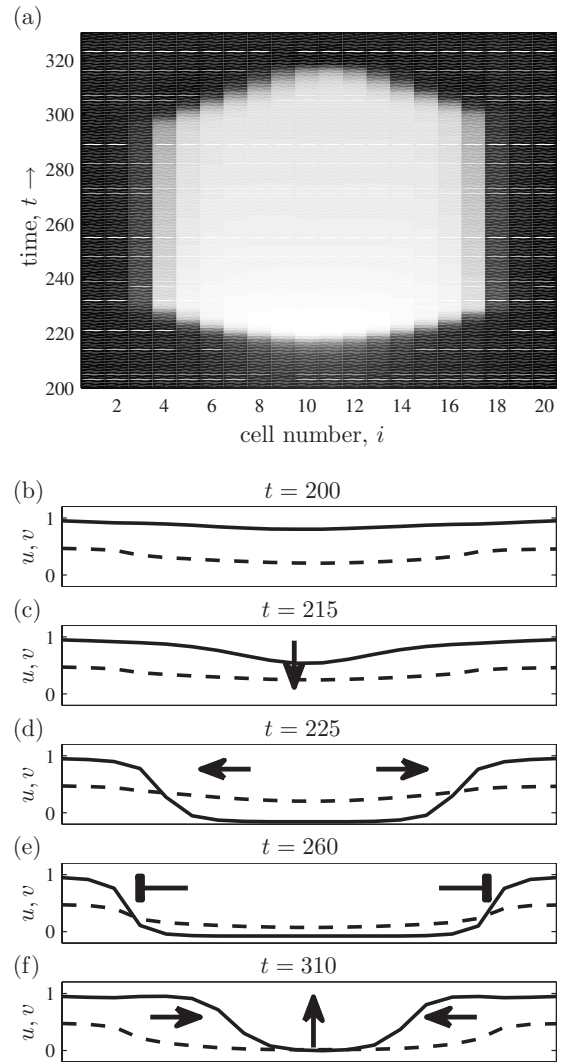 (a)
time, t →
320
300
280
260
240
220
200
2 4 6 8 10 12 14 16 18 20
cell number, i
(b) t = 200
u, v
1
0
(c) t = 215
u, v
1
0
(d) t = 225
u, v
1
0
(e) t = 260
u, v
1
0
(f) t = 310
u, v
1
0